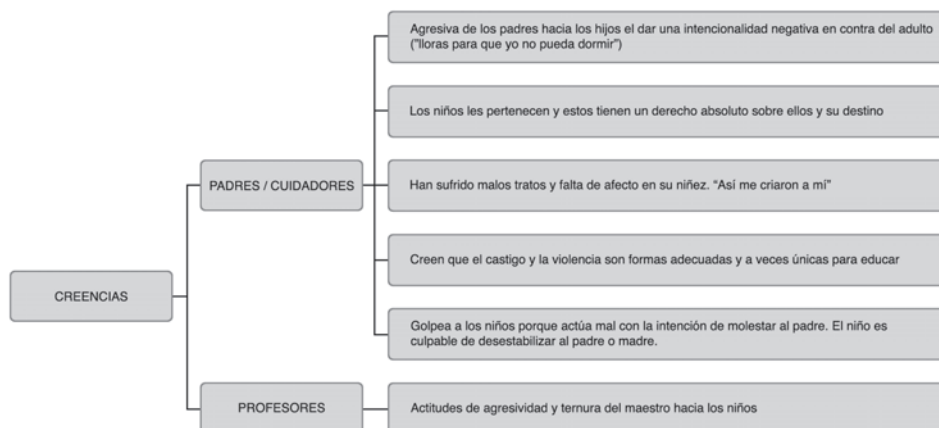 Agresiva de los padres hacia los hijos el dar una intencionalidad negativa en contra del adulto
("lloras para que yo no pueda dormir")
Los niños les pertenecen y estos tienen un derecho absoluto sobre ellos y su destino
PADRES / CUIDADORES
Han sufrido malos tratos y falta de afecto en su niñez. “Así me criaron a mí”
Creen que el castigo y la violencia son formas adecuadas y a veces únicas para educar
CREENCIAS
Golpea a los niños porque actúa mal con la intención de molestar al padre. El niño es
culpable de desestabilizar al padre o madre.
PROFESORES
Actitudes de agresividad y ternura del maestro hacia los niños